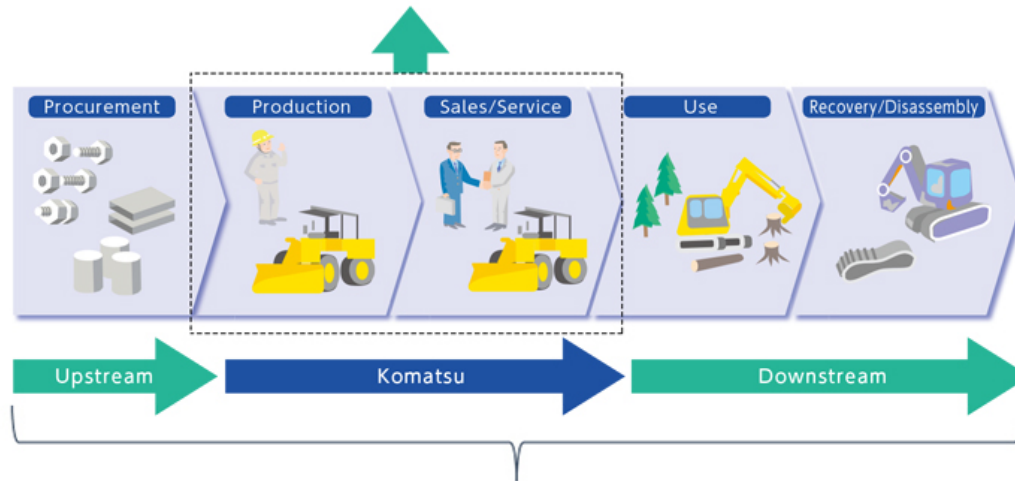 Procurement
Production
Sales/Service
Use
Recovery/Disassembly
Upstream
Komatsu
Downstream